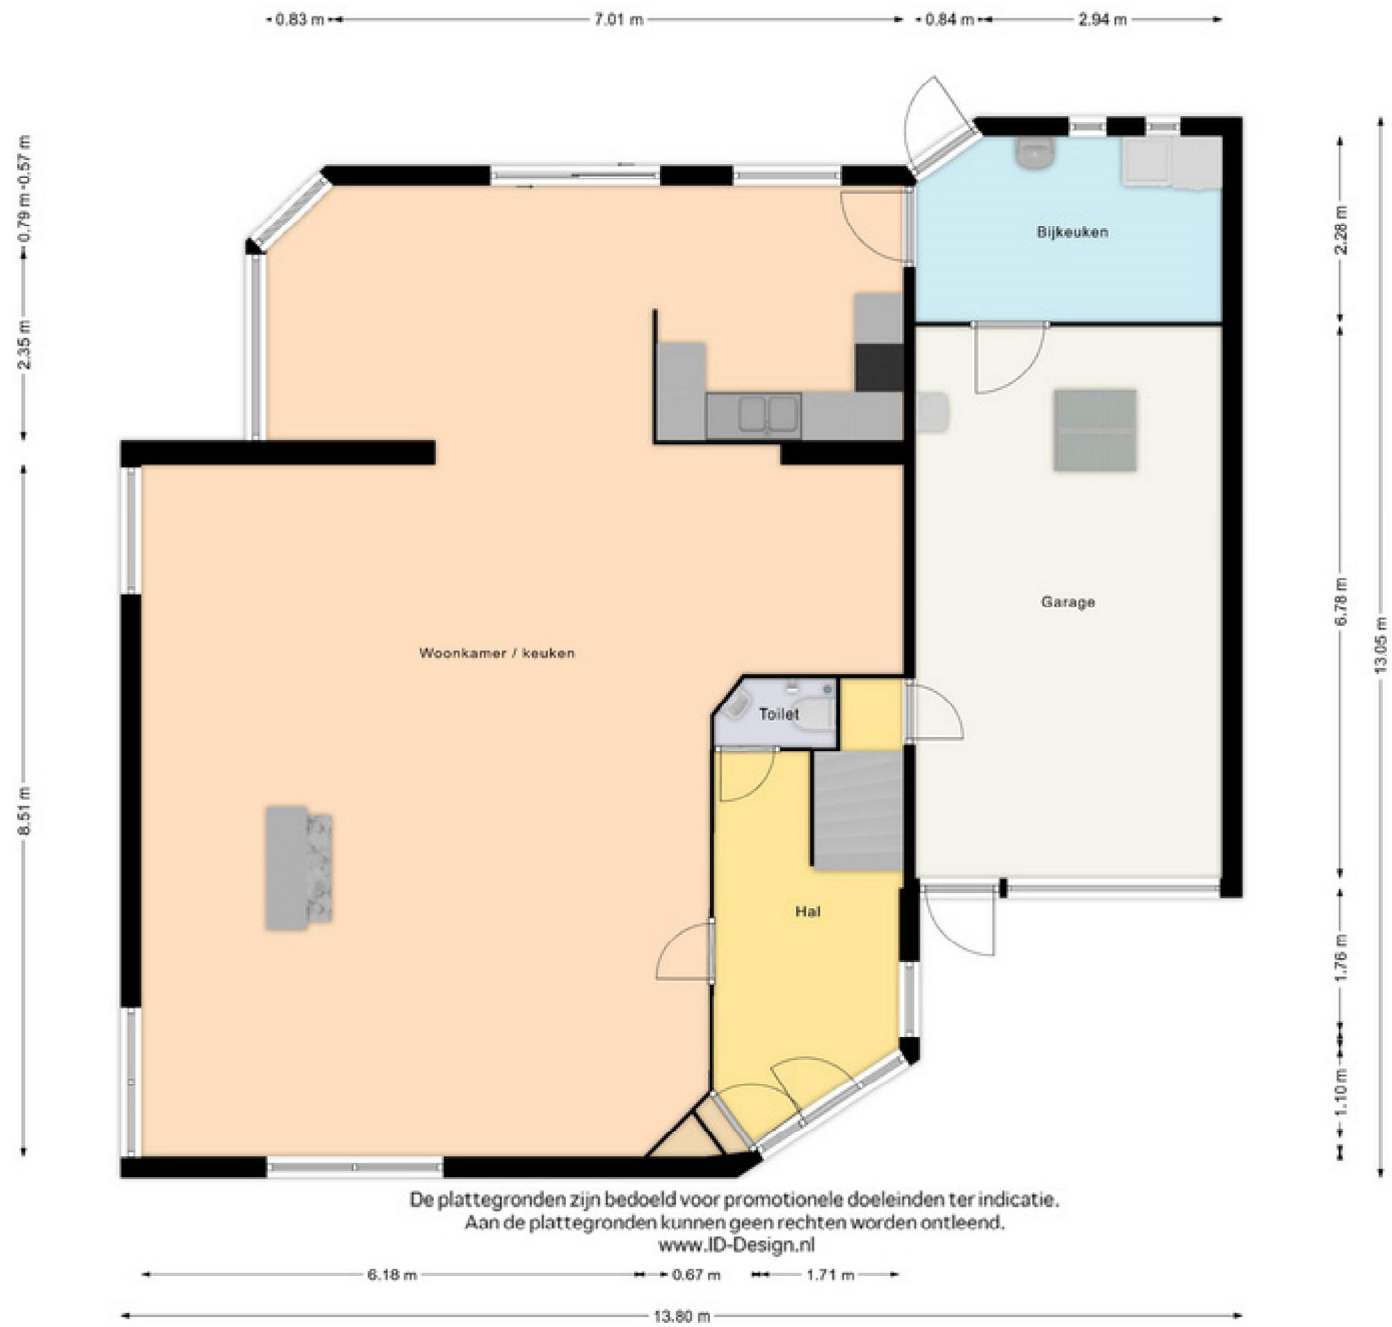 0.83 m
7.01 m
0.84 m
2.94 m
0.57 m
0.79 m
2.35 m
8.51 m
Bijkeuken
2.28 m
Garage
6.78 m
13.05 m
Woonkamer / keuken
Toilet
Hal
1.76 m
1.10 m
De plattegronden zijn bedoeld voor promotionele doeleinden ter indicatie.
Aan de plattegronden kunnen geen rechten worden ontleend.
www.ID-Design.nl
6.18 m
0.67 m
1.71 m
13.80 m